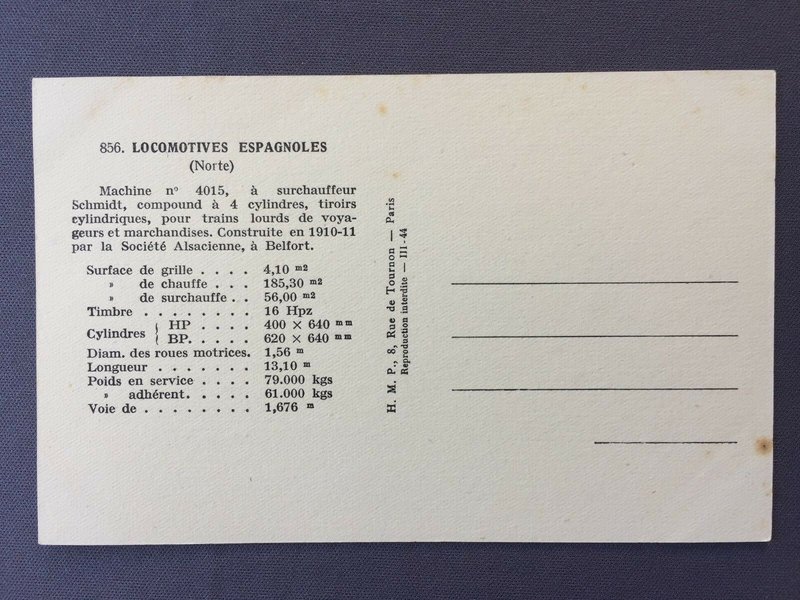 856. LOCOMOTIVES ESPAGNOLES
(Norte)
Machine n° 4015, à surchauffeur
Schmidt, compound à 4 cylindres, tiroirs
cylindriques, pour trains lourds de voya-
geurs et marchandises. Construite en 1910-11
par la Société Alsacienne, à Belfort.
Surface de grille . . . . 4,10 m2
» de chauffe . . . 185,30 m2
» de surchauffe . . 56,00 m2
Timbre . . . . . . . . 16 Hpz
Cylindres { HP . . . . 400 × 640 mm
BP. . . . . 620 × 640 mm
Diam. des roues motrices. 1,56 m
Longueur . . . . . . . 13,10 m
Poids en service . . . . 79.000 kgs
» adhérent. . . . . 61.000 kgs
Voie de . . . . . . . . 1,676 m
H. M. P., 8, Rue de Tournon — Paris
Reproduction interdite — III-44